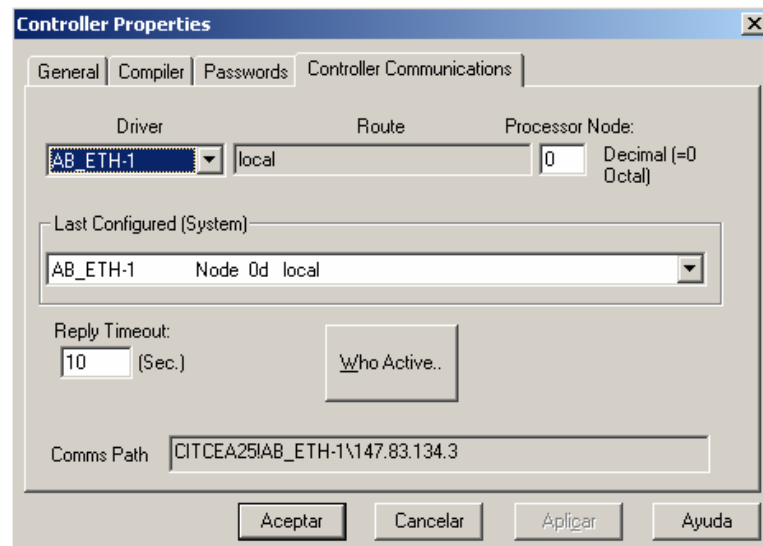 Controller Properties
General Compiler Passwords Controller Communications
Driver Route Processor Node:
AB_ETH-1 local 0 Decimal (=0
Octal)
Last Configured (System)
AB_ETH-1 Node 0d local
Reply Timeout:
10 (Sec.) Who Active..
Comms Path CITCEA25!AB_ETH-1\147.83.134.3
Aceptar Cancelar Aplicar Ayuda